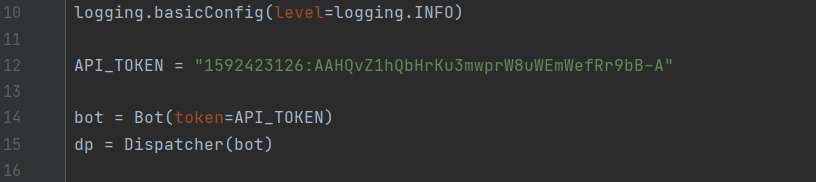 10 logging.basicConfig(level=logging.INFO)
11
12 API_TOKEN = "1592423126:AAHQvZ1hQbHrKu3mwprW8uWEmWefRr9bB-A"
13
14 bot = Bot(token=API_TOKEN)
15 dp = Dispatcher(bot)
16